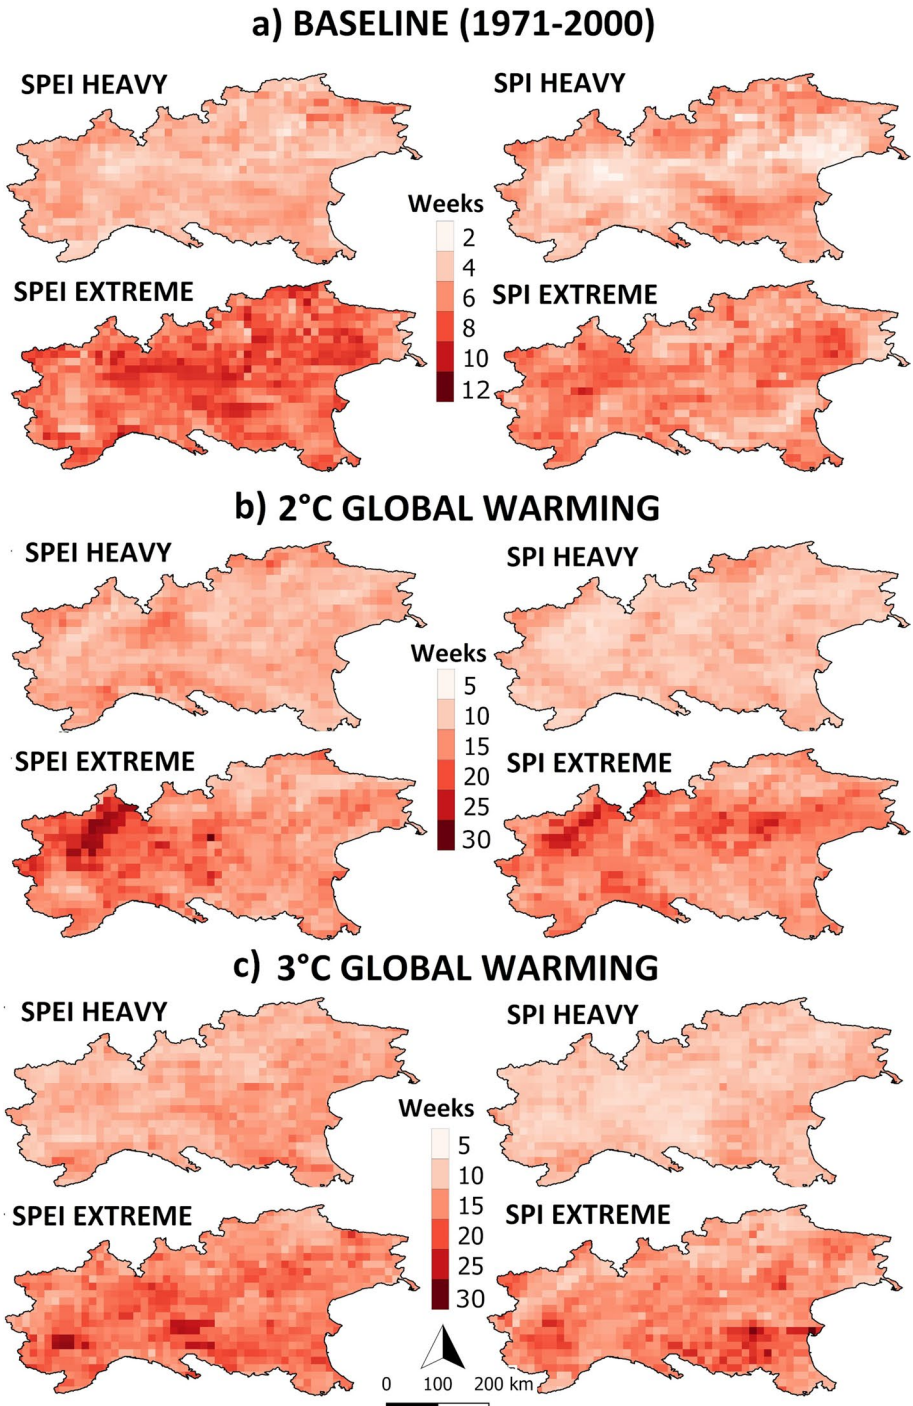 a) BASELINE (1971-2000)
SPEI HEAVY
SPI HEAVY
Weeks
2
4
6
8
10
12
SPEI EXTREME
SPI EXTREME
b) 2°C GLOBAL WARMING
SPEI HEAVY
SPI HEAVY
Weeks
5
10
15
20
25
30
SPEI EXTREME
SPI EXTREME
c) 3°C GLOBAL WARMING
SPEI HEAVY
SPI HEAVY
Weeks
5
10
15
20
25
30
SPEI EXTREME
SPI EXTREME
0 100 200 km